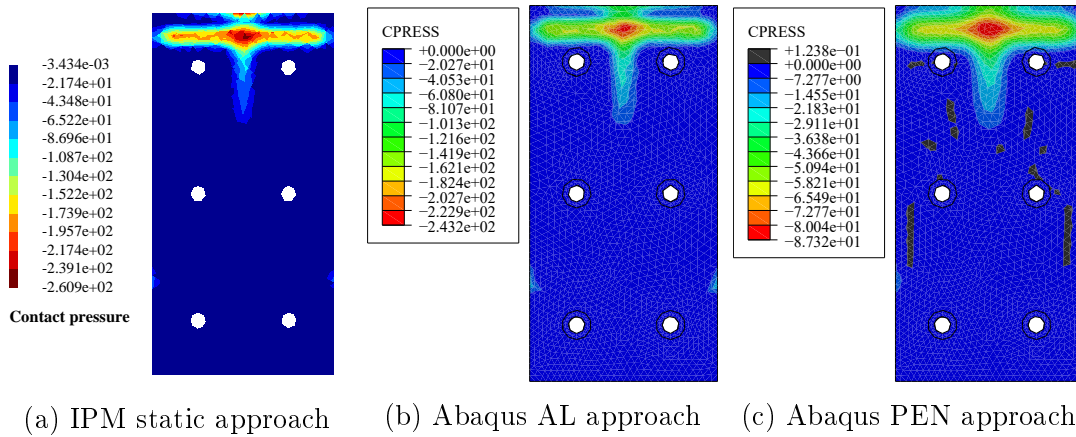 -3.434e-03
-2.174e+01
-4.348e+01
-6.522e+01
-8.696e+01
-1.087e+02
-1.304e+02
-1.522e+02
-1.739e+02
-1.957e+02
-2.174e+02
-2.391e+02
-2.609e+02
Contact pressure
CPRESS
+0.000e+00
−2.027e+01
−4.053e+01
−6.080e+01
−8.107e+01
−1.013e+02
−1.216e+02
−1.419e+02
−1.621e+02
−1.824e+02
−2.027e+02
−2.229e+02
−2.432e+02
CPRESS
+1.238e−01
+0.000e+00
−7.277e+00
−1.455e+01
−2.183e+01
−2.911e+01
−3.638e+01
−4.366e+01
−5.094e+01
−5.821e+01
−6.549e+01
−7.277e+01
−8.004e+01
−8.732e+01
(a) IPM static approach
(b) Abaqus AL approach
(c) Abaqus PEN approach